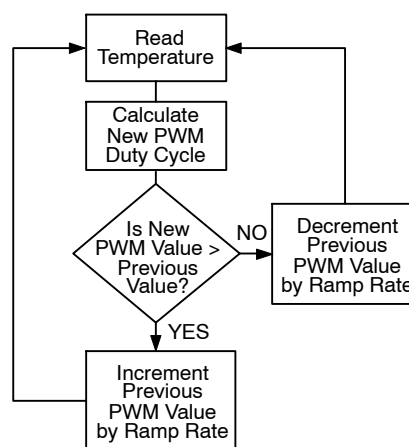 Read
Temperature
Calculate
New PWM
Duty Cycle
Is New
PWM Value >
Previous
Value?
NO
Decrement
Previous
PWM Value
by Ramp Rate
YES
Increment
Previous
PWM Value
by Ramp Rate